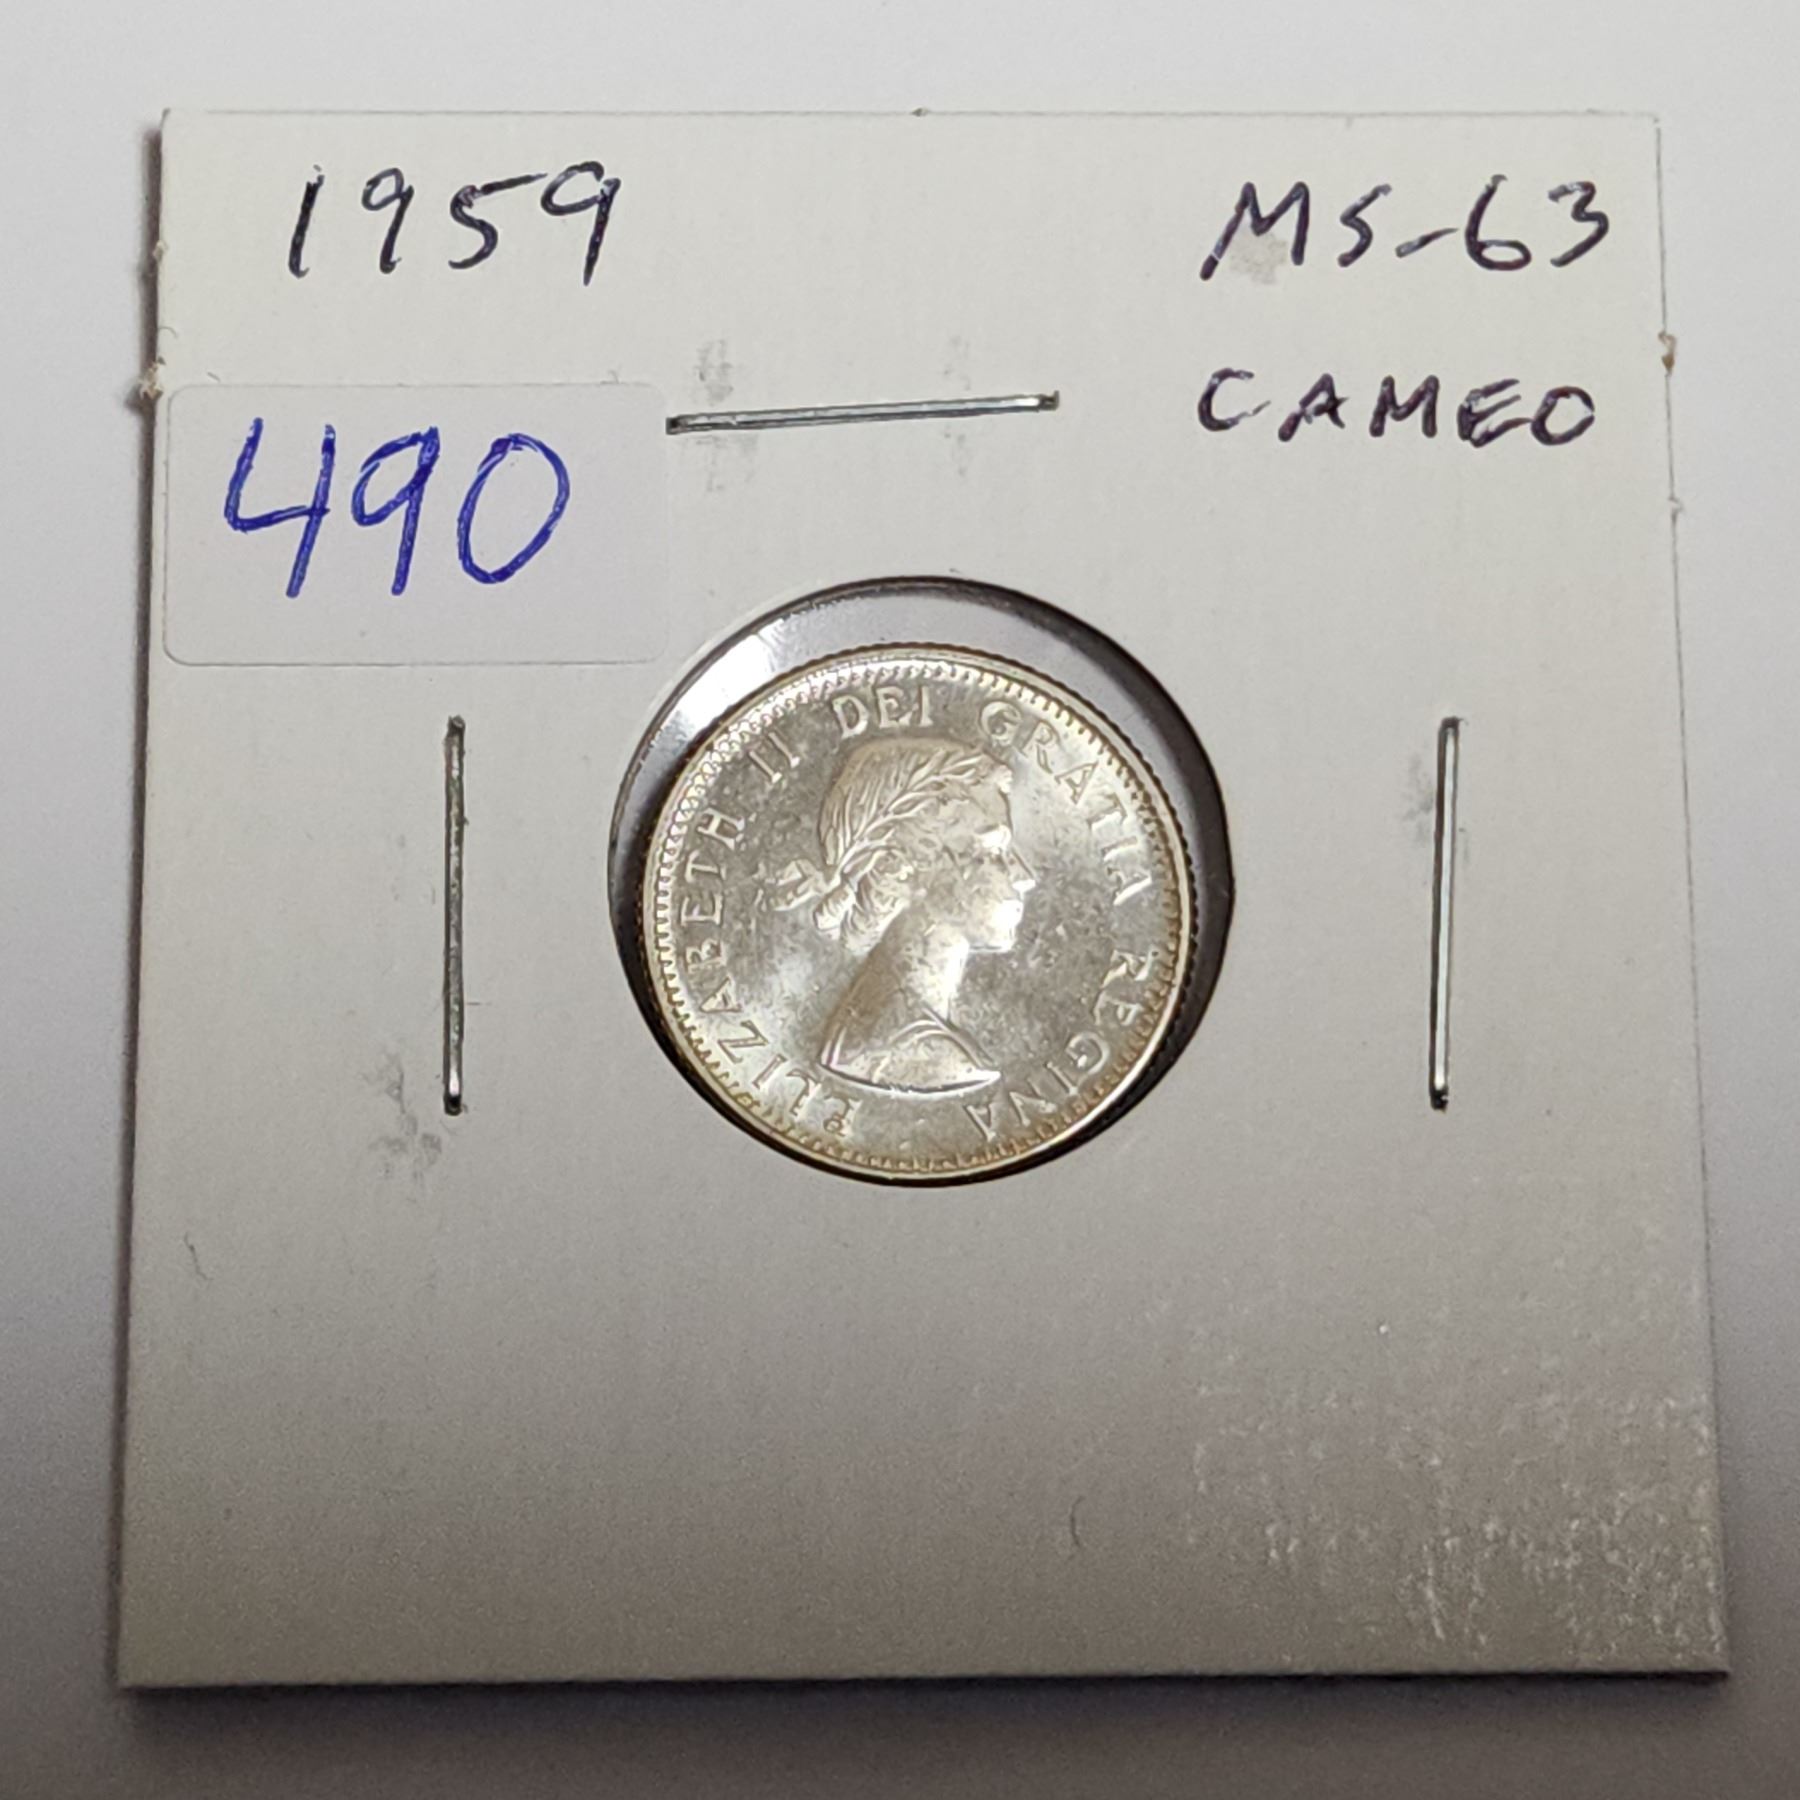 1959
MS-63
CAMEO
490
ELIZABETH II DEI GRATIA REGINA